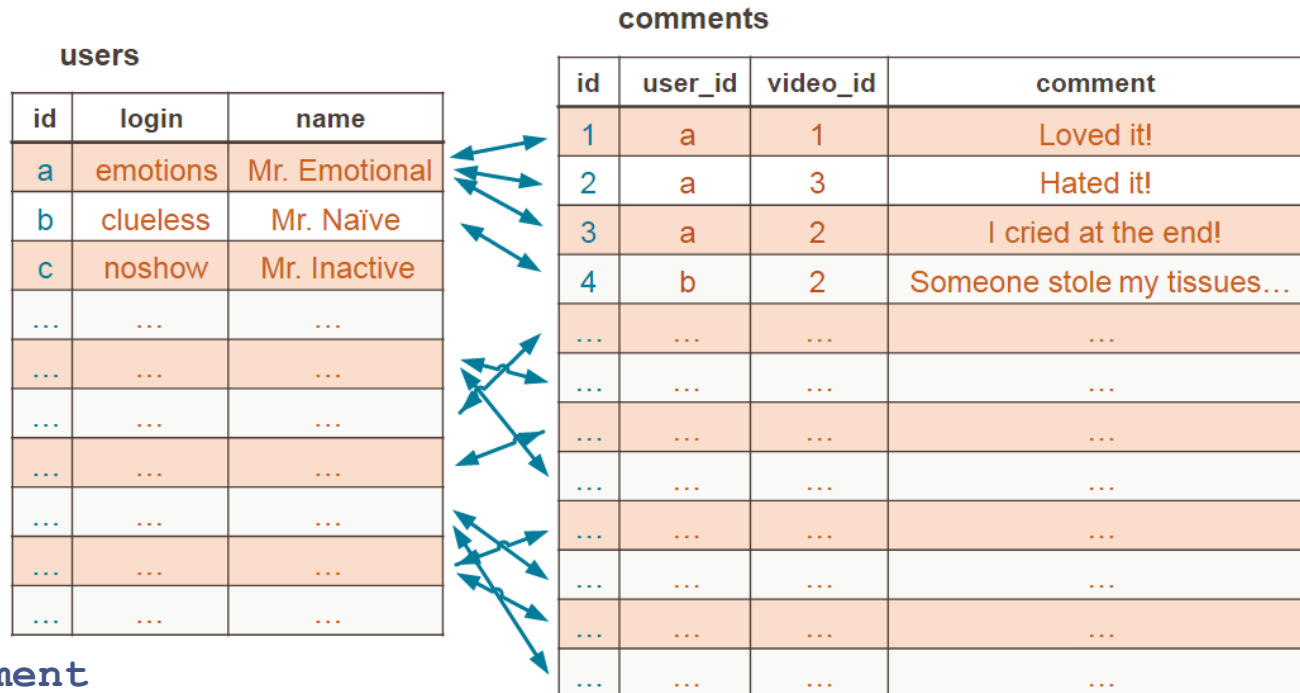 users
id login name
a emotions Mr. Emotional
b clueless Mr. Naïve
c noshow Mr. Inactive
... ... ...
... ... ...
... ... ...
... ... ...
... ... ...
... ... ...
... ... ...
comments
id user_id video_id comment
1 a 1 Loved it!
2 a 3 Hated it!
3 a 2 I cried at the end!
4 b 2 Someone stole my tissues...
... ... ... ...
... ... ... ...
... ... ... ...
... ... ... ...
... ... ... ...
... ... ... ...
... ... ... ...
... ... ... ...
ment